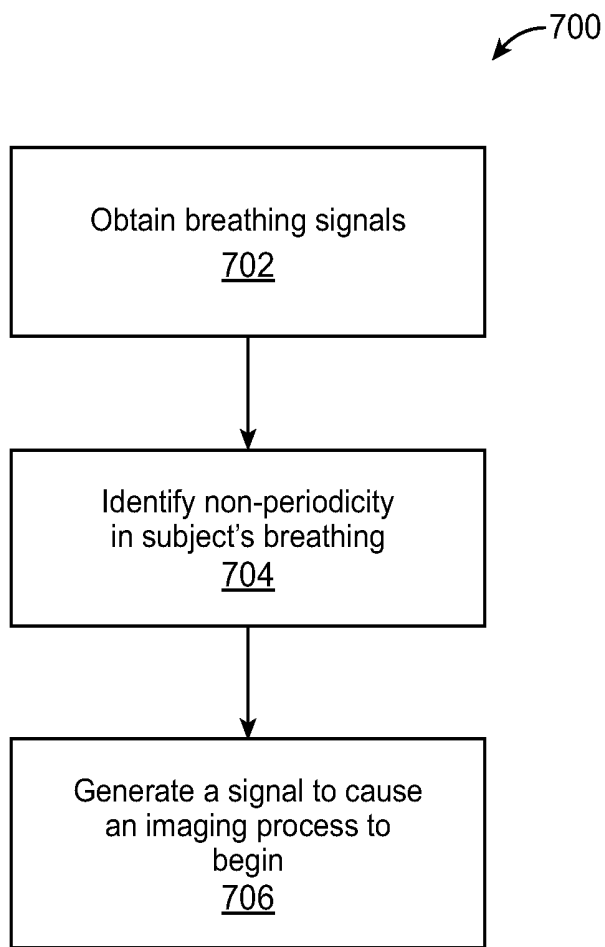 700
Obtain breathing signals
702
Identify non-periodicity
in subject's breathing
704
Generate a signal to cause
an imaging process to
begin
706